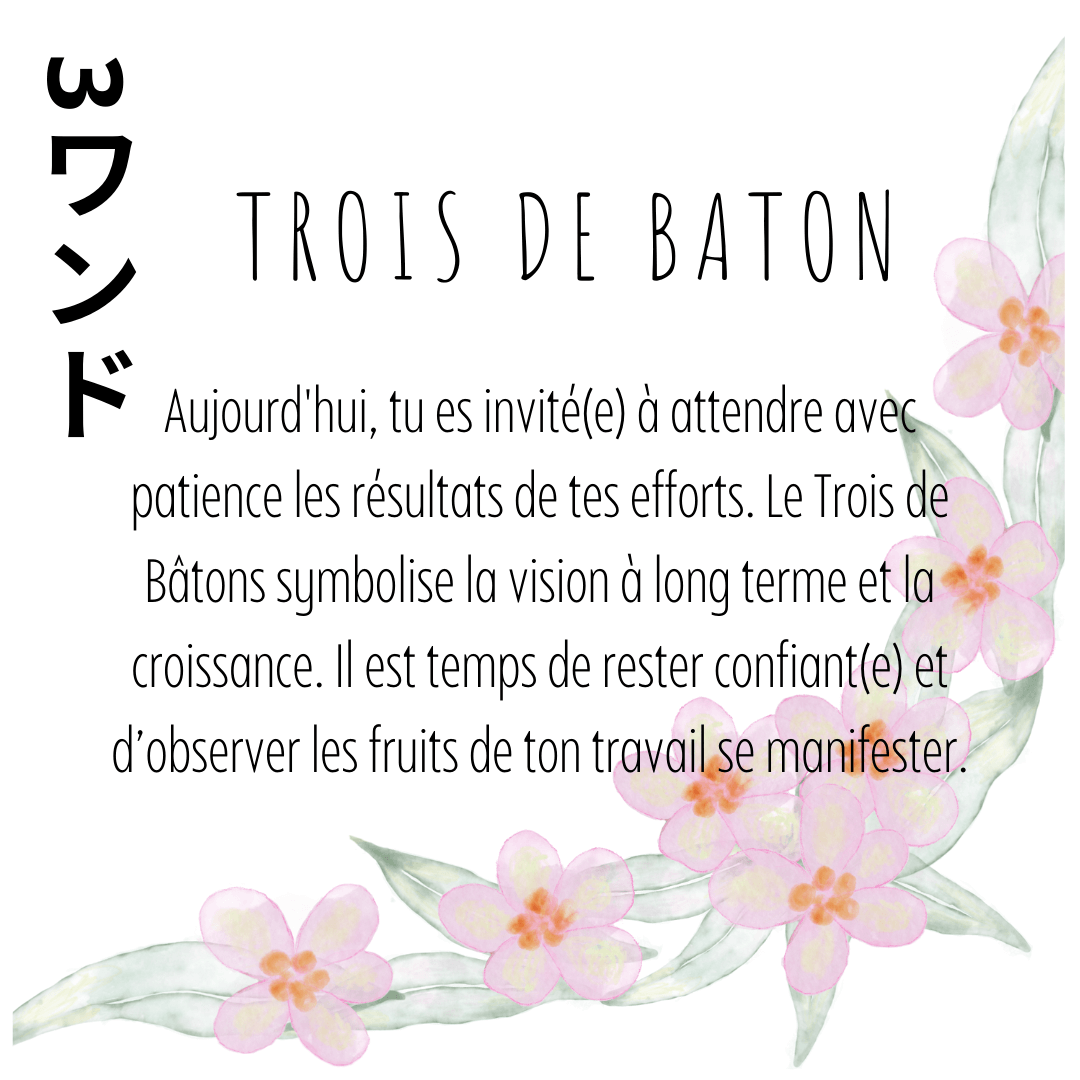 3ワンド
TROIS DE BATON
Aujourd'hui, tu es invité(e) à attendre avec
patience les résultats de tes efforts. Le Trois de
Bâtons symbolise la vision à long terme et la
croissance. Il est temps de rester confiant(e) et
d’observer les fruits de ton travail se manifester.